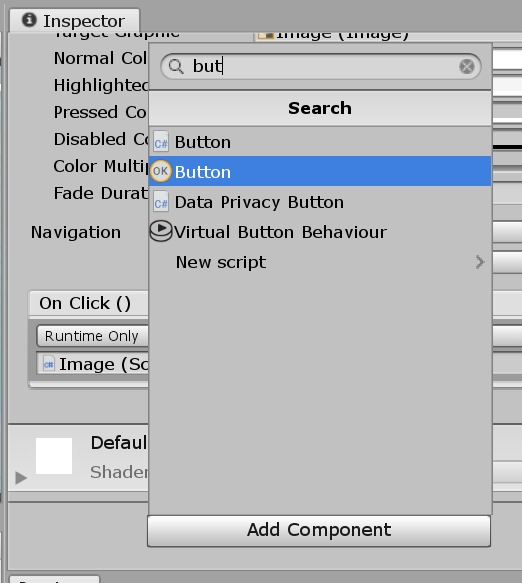 Inspector
Target Graphic
Image (Image)
Normal Col
but
Highlighted
Search
Pressed Co
Disabled Co
C# Button
Color Multip
OK Button
Fade Durat
C# Data Privacy Button
Navigation
Virtual Button Behaviour
New script
On Click ()
Runtime Only
Image (Sc
Defaul
Shader
Add Component